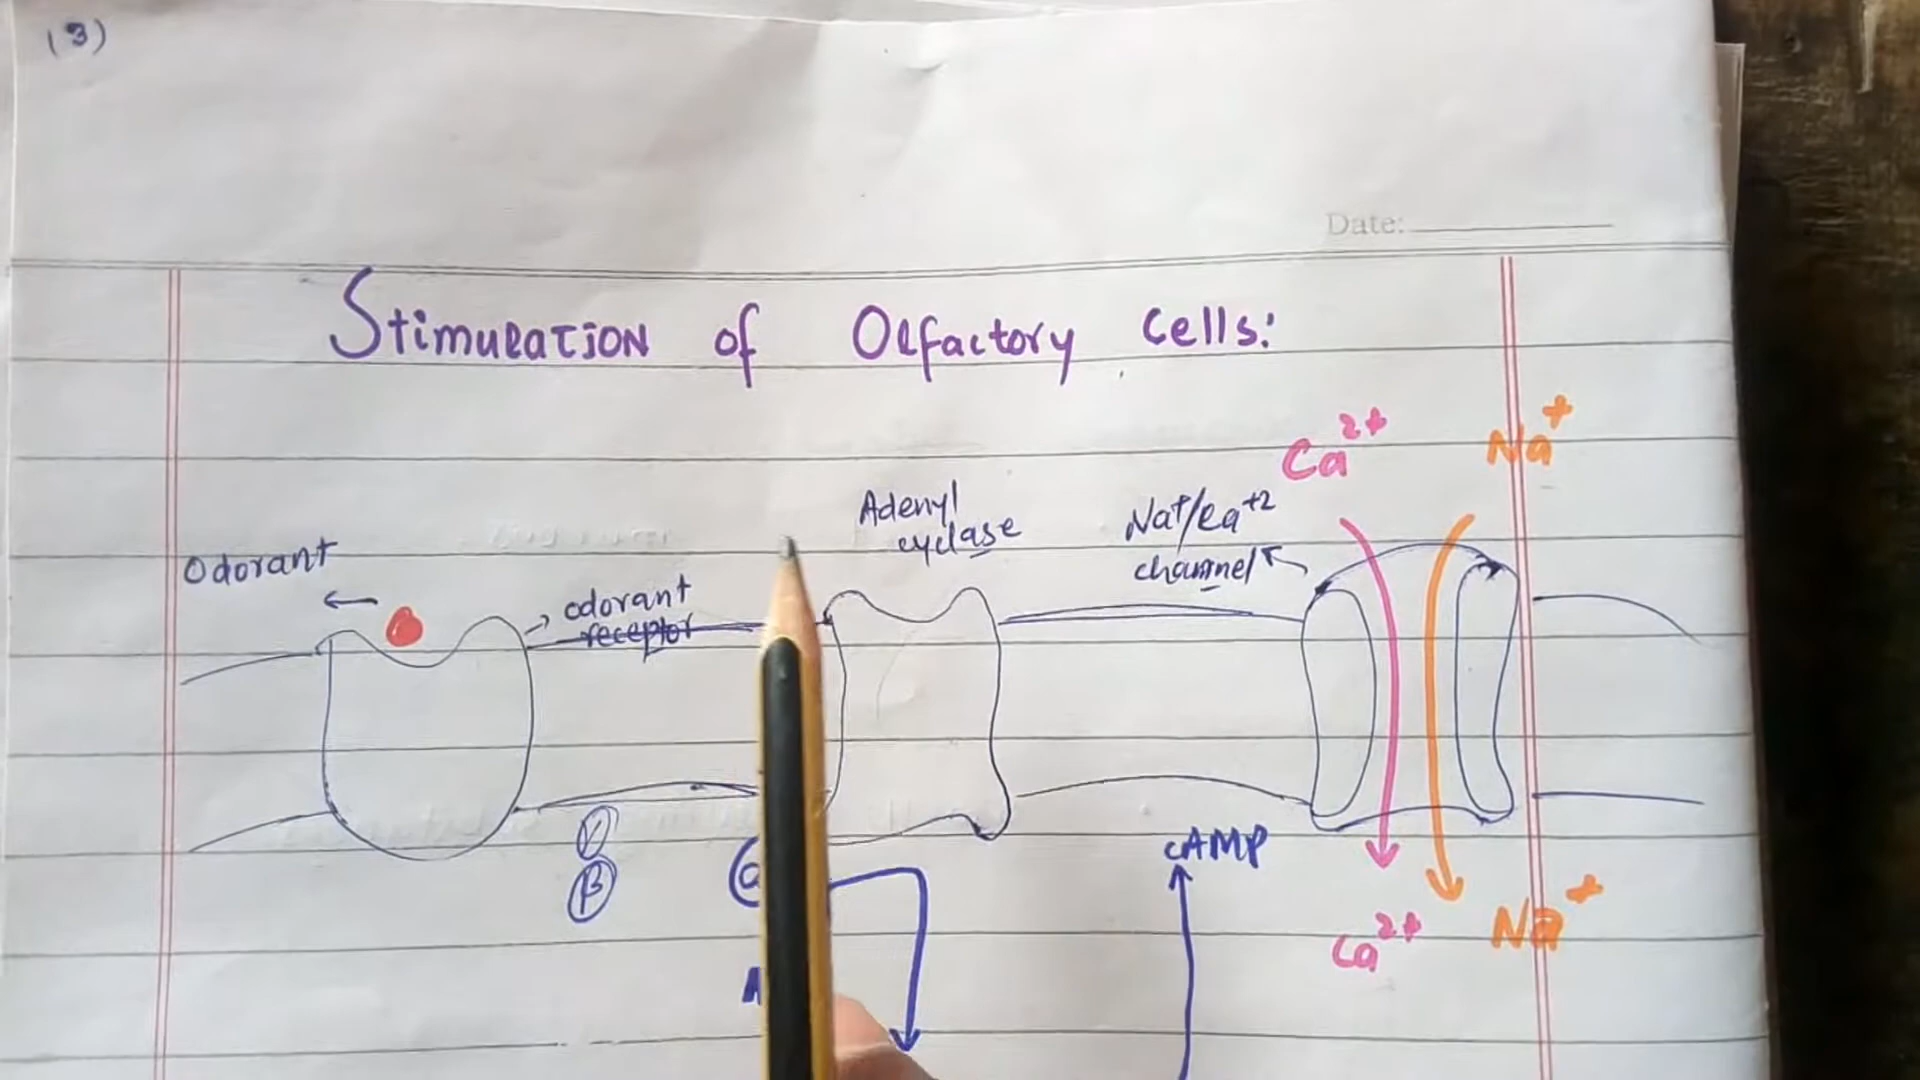 (3)
Date:
Stimulation of Olfactory Cells:
Ca2+
Na+
Adenyl
cyclase
Na+/Ca+2
channel
Odorant
odorant
receptor
γ
β
cAMP
Ca2+
Na+